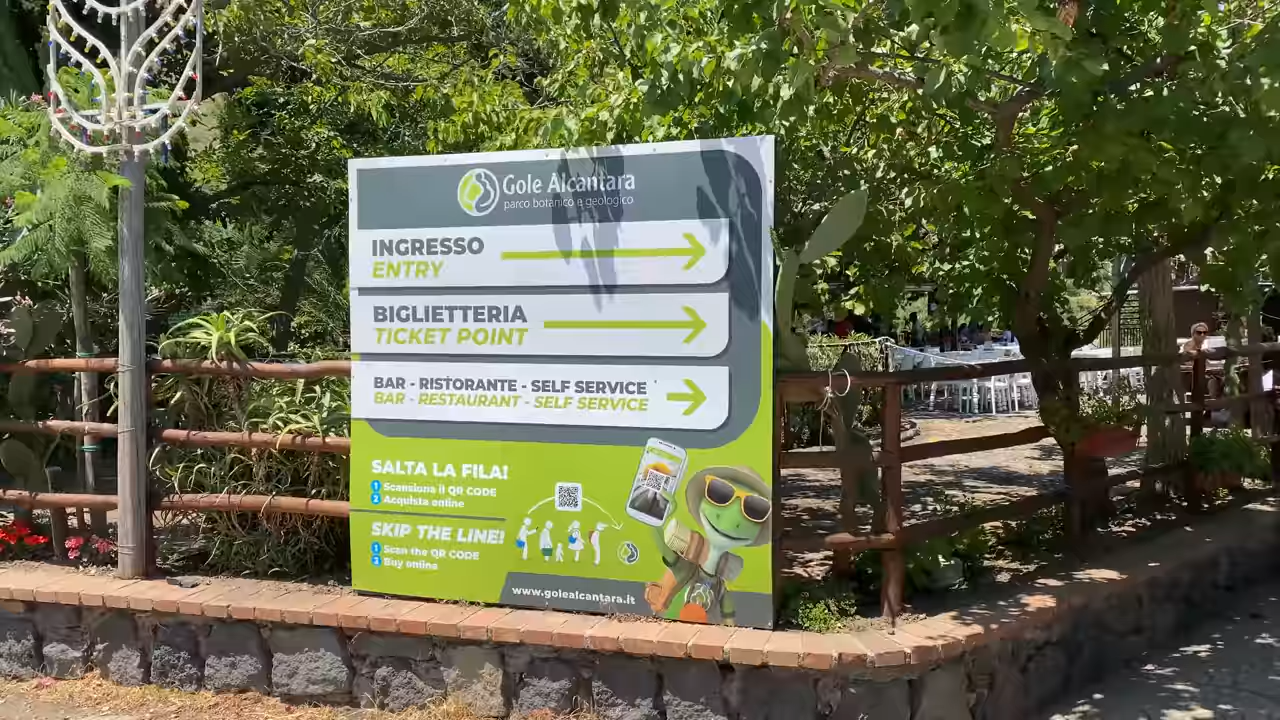 Gole Alcantara
parco botanico e geologico
INGRESSO
ENTRY
BIGLIETTERIA
TICKET POINT
BAR - RISTORANTE - SELF SERVICE
BAR - RESTAURANT - SELF SERVICE
SALTA LA FILA!
1 Scansiona il QR CODE
2 Acquista online
SKIP THE LINE!
1 Scan the QR CODE
2 Buy online
www.golealcantara.it